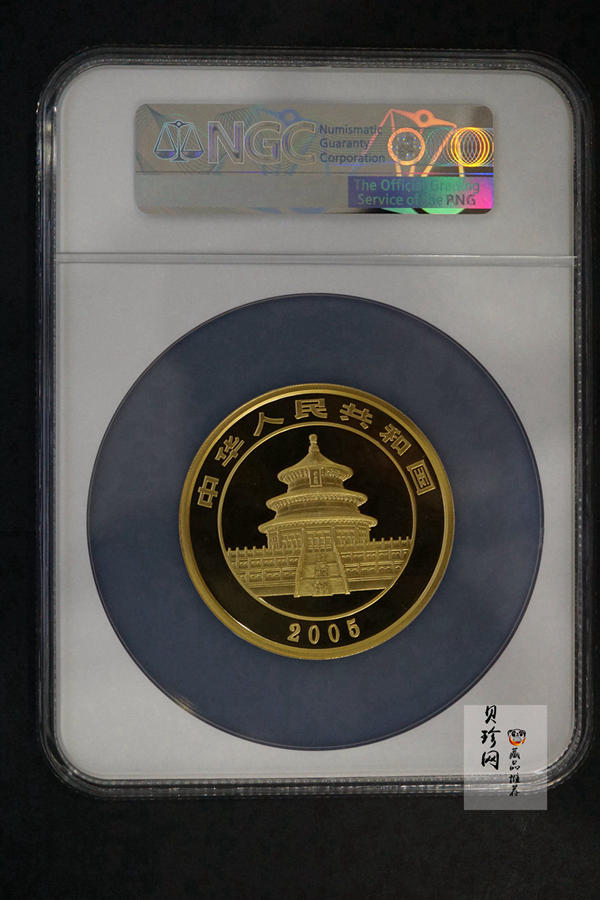 NGC
Numismatic
Guaranty
Corporation
The Official Grading
Service of the PNG
中华人民共和国
2005
贝珍网
藏品推荐